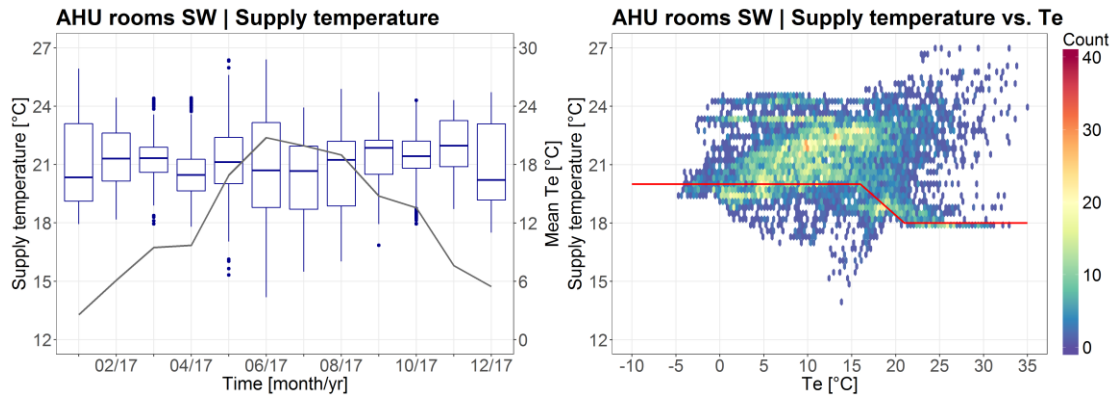 AHU rooms SW | Supply temperature
Supply temperature [°C]
27
24
21
18
15
12
30
24
18
12
6
0
Mean Te [°C]
02/17 04/17 06/17 08/17 10/17 12/17
Time [month/yr]
AHU rooms SW | Supply temperature vs. Te
Supply temperature [°C]
27
24
21
18
15
12
-10 -5 0 5 10 15 20 25 30 35
Te [°C]
Count
40
30
20
10
0